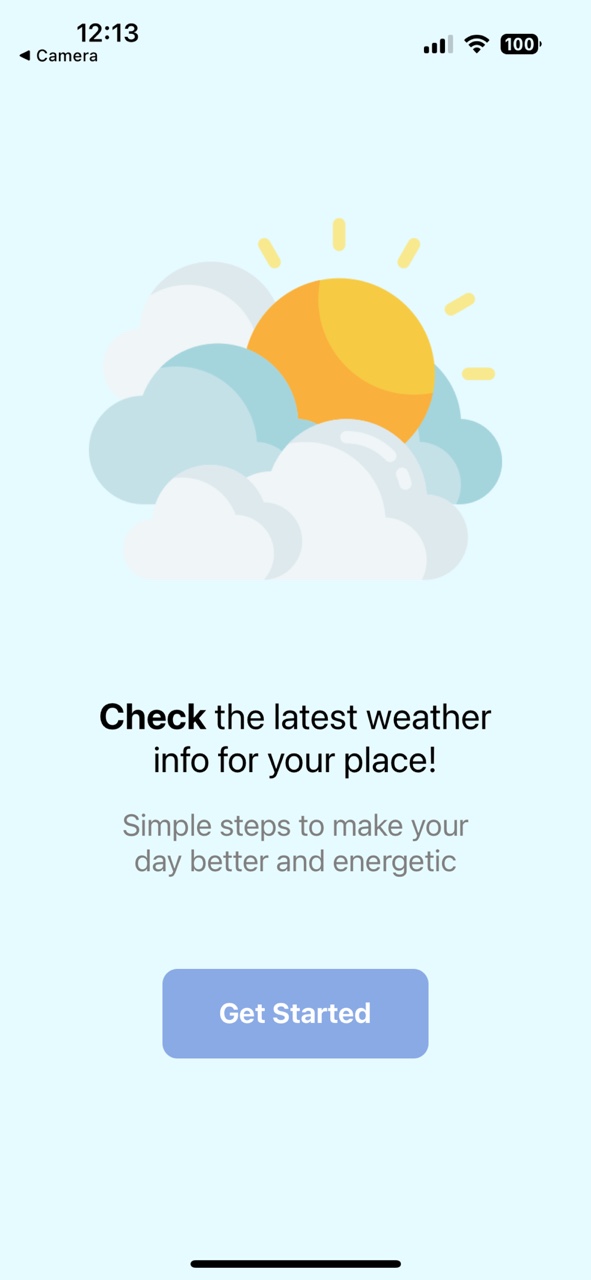 12:13
◀ Camera
100
Check the latest weather
info for your place!
Simple steps to make your
day better and energetic
Get Started